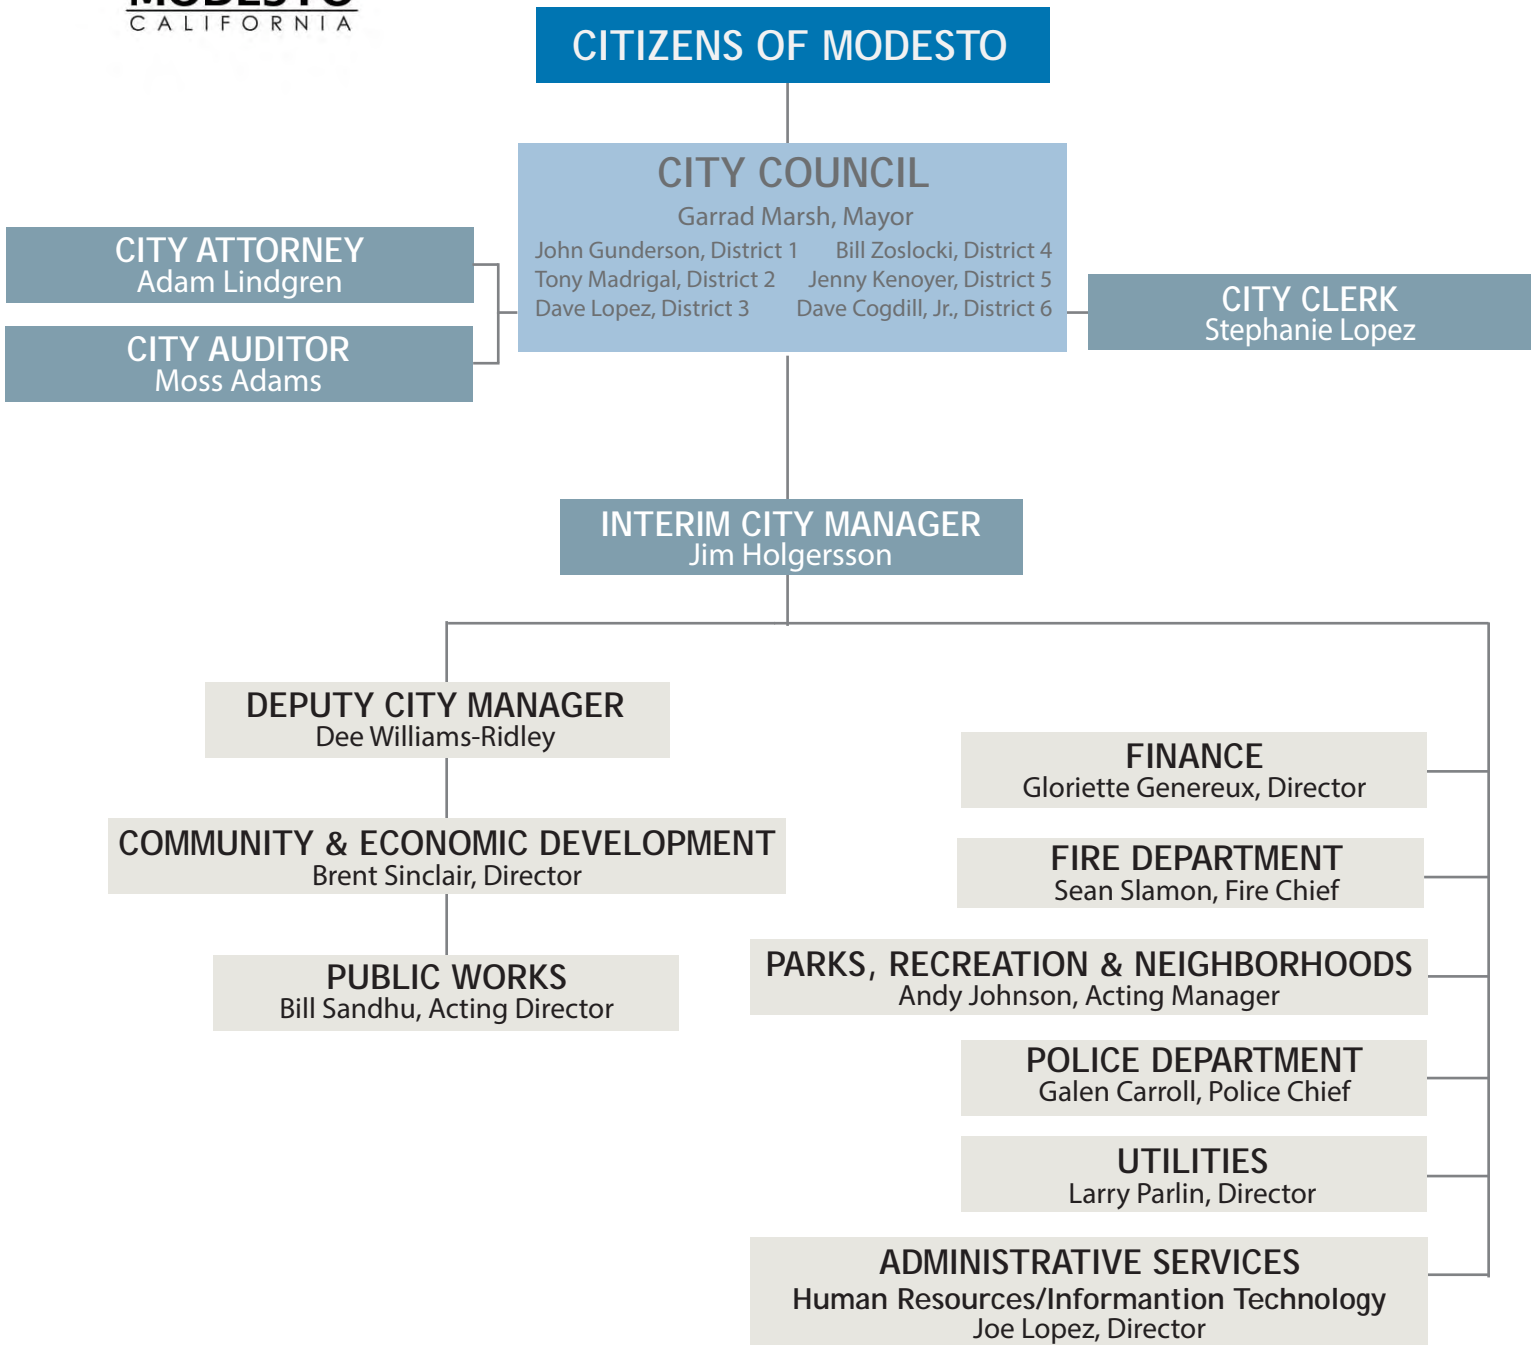 MODESTO
CALIFORNIA
CITIZENS OF MODESTO
CITY COUNCIL
Garrad Marsh, Mayor
John Gunderson, District 1
Tony Madrigal, District 2
Dave Lopez, District 3
Bill Zoslocki, District 4
Jenny Kenoyer, District 5
Dave Cogdill, Jr., District 6
CITY ATTORNEY
Adam Lindgren
CITY AUDITOR
Moss Adams
CITY CLERK
Stephanie Lopez
INTERIM CITY MANAGER
Jim Holgersson
DEPUTY CITY MANAGER
Dee Williams-Ridley
COMMUNITY & ECONOMIC DEVELOPMENT
Brent Sinclair, Director
PUBLIC WORKS
Bill Sandhu, Acting Director
FINANCE
Gloriette Genereux, Director
FIRE DEPARTMENT
Sean Slamon, Fire Chief
PARKS, RECREATION & NEIGHBORHOODS
Andy Johnson, Acting Manager
POLICE DEPARTMENT
Galen Carroll, Police Chief
UTILITIES
Larry Parlin, Director
ADMINISTRATIVE SERVICES
Human Resources/Informantion Technology
Joe Lopez, Director